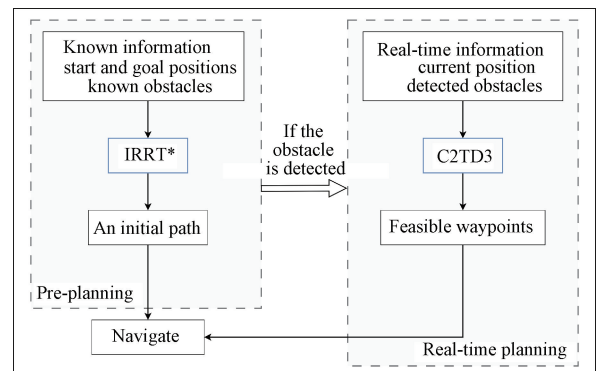 Known information
start and goal positions
known obstacles
IRRT*
An initial path
Pre-planning
Navigate
If the
obstacle
is detected
Real-time information
current position
detected obstacles
C2TD3
Feasible waypoints
Real-time planning